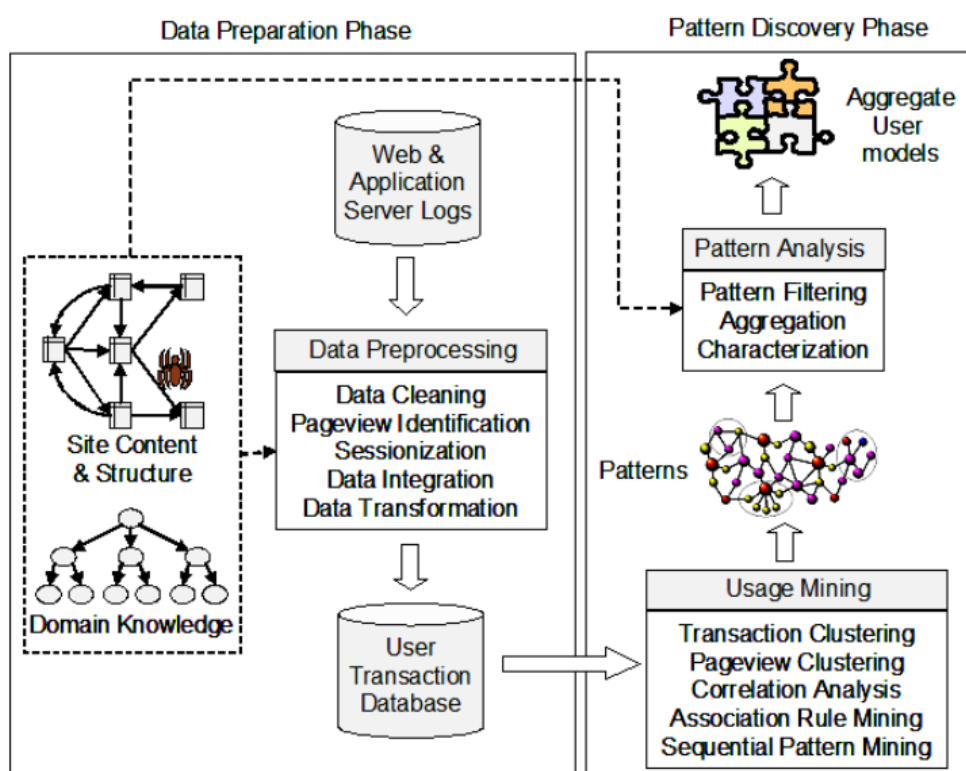 Data Preparation Phase
Web &
Application
Server Logs
Site Content
& Structure
Domain Knowledge
Data Preprocessing
Data Cleaning
Pageview Identification
Sessionization
Data Integration
Data Transformation
User
Transaction
Database
Pattern Discovery Phase
Aggregate
User
models
Pattern Analysis
Pattern Filtering
Aggregation
Characterization
Patterns
Usage Mining
Transaction Clustering
Pageview Clustering
Correlation Analysis
Association Rule Mining
Sequential Pattern Mining